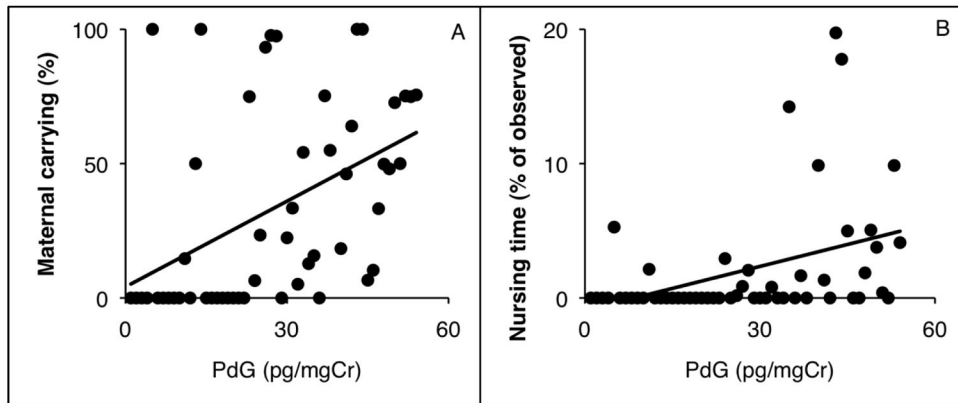 A
Maternal carrying (%)
100
50
0
0
30
60
PdG (pg/mgCr)
B
Nursing time (% of observed)
20
10
0
0
30
60
PdG (pg/mgCr)